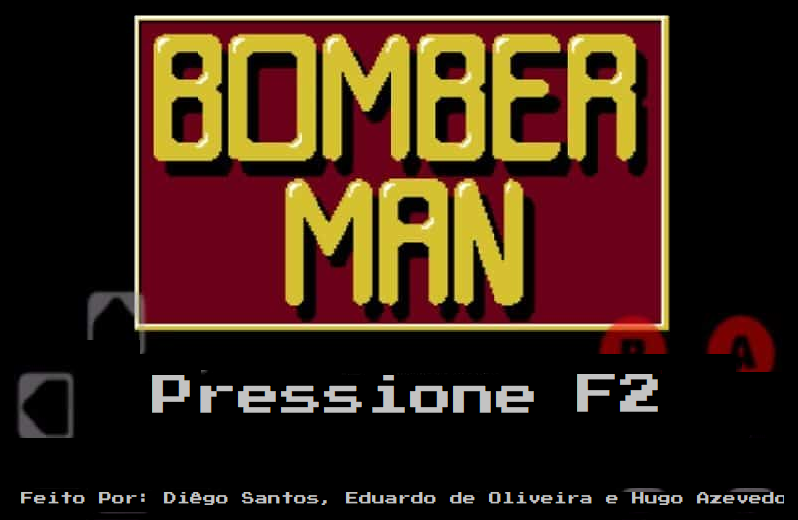 BOMBER
MAN
B A
Pressione F2
Feito Por: Diêgo Santos, Eduardo de Oliveira e Hugo Azevedo